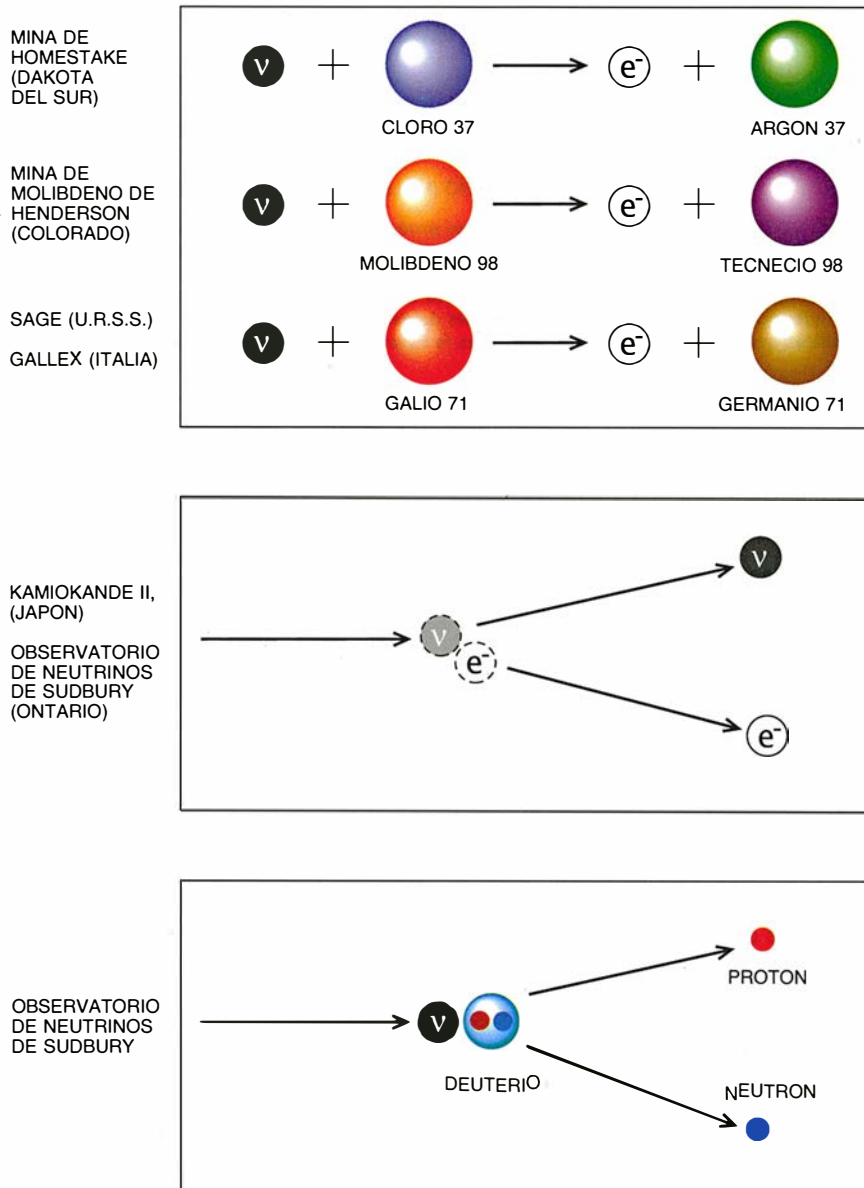 MINA DE
HOMESTAKE
(DAKOTA
DEL SUR)
ν + CLORO 37 e⁻ + ARGON 37
MINA DE
MOLIBDENO DE
HENDERSON
(COLORADO)
ν + MOLIBDENO 98 e⁻ + TECNECIO 98
SAGE (U.R.S.S.)
GALLEX (ITALIA)
ν + GALIO 71 e⁻ + GERMANIO 71
KAMIOKANDE II,
(JAPON)
OBSERVATORIO
DE NEUTRINOS
DE SUDBURY
(ONTARIO)
ν
e⁻
ν
e⁻
OBSERVATORIO
DE NEUTRINOS
DE SUDBURY
ν
DEUTERIO
PROTON
NEUTRON